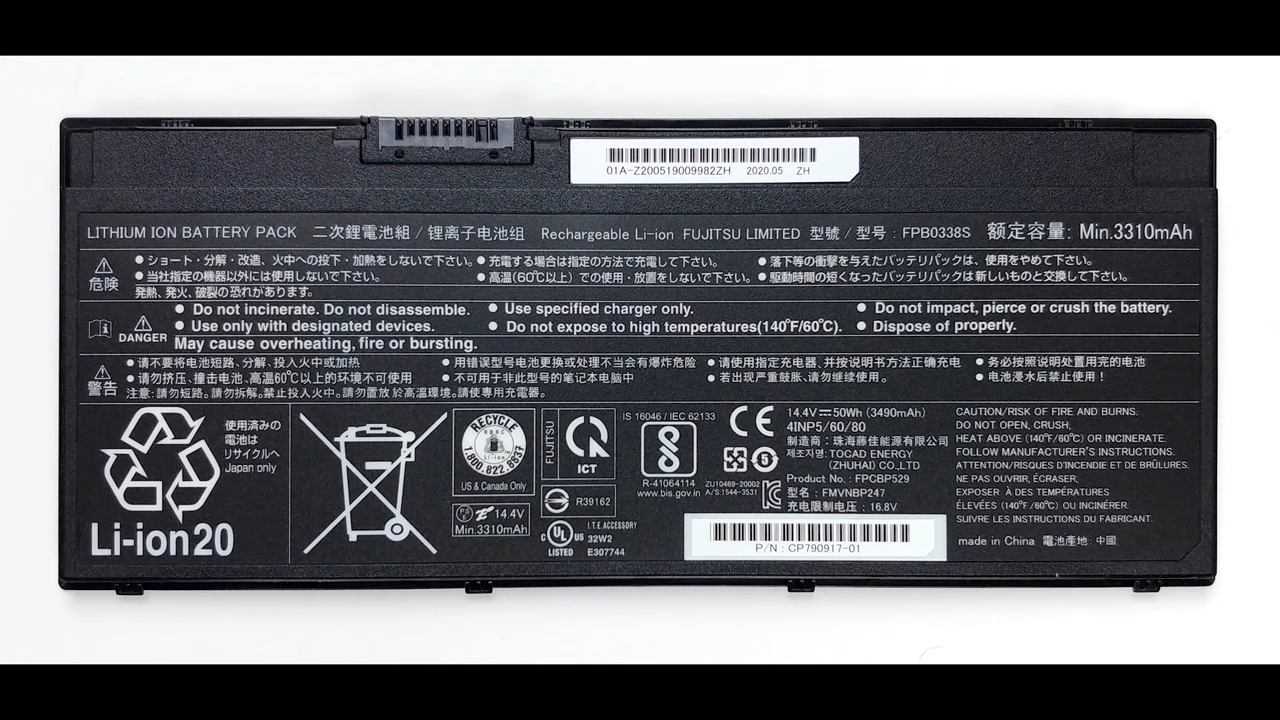 01A-Z200519009982ZH 2020.05 ZH
LITHIUM ION BATTERY PACK 二次鋰電池組 / 锂离子电池组 Rechargeable Li-ion FUJITSU LIMITED 型號 / 型号 : FPB0338S 额定容量: Min.3310mAh
危険
● ショート・分解・改造、火中への投下・加熱をしないで下さい。 ● 充電する場合は指定の方法で充電して下さい。 ● 落下等の衝撃を与えたバッテリパックは、使用をやめて下さい。
● 当社指定の機器以外には使用しないで下さい。 ● 高温(60℃以上)での使用・放置をしないで下さい。 ● 駆動時間の短くなったバッテリパックは新しいものと交換して下さい。
発熱、発火、破裂の恐れがあります。
DANGER
● Do not incinerate. Do not disassemble. ● Use specified charger only. ● Do not impact, pierce or crush the battery.
● Use only with designated devices. ● Do not expose to high temperatures(140℉/60℃). ● Dispose of properly.
May cause overheating, fire or bursting.
警告
● 请不要将电池短路、分解、投入火中或加热 ● 用错误型号电池更换或处理不当会有爆炸危险 ● 请使用指定充电器、并按说明书方法正确充电 ● 务必按照说明处置用完的电池
● 请勿挤压、撞击电池、高温60℃以上的环境不可使用 ● 不可用于非此型号的笔记本电脑中 ● 若出现严重鼓胀、请勿继续使用。 ● 电池浸水后禁止使用！
注意: 請勿短路。請勿拆解。禁止投入火中。請勿置放於高溫環境。請使專用充電器。
使用済みの
電池は
リサイクルへ
Japan only
Li-ion20
RECYCLE
Li-ion
1.800.822.8837
US & Canada Only
PS E 14.4V
Min.3310mAh
FUJITSU
ICT
R39162
c UL US
LISTED
I.T.E.ACCESSORY
32W2
E307744
IS 16046 / IEC 62133
R-41064114
www.bis.gov.in
CE
5
ZU10469-20002
A/S:1544-3531
14.4V⎓50Wh (3490mAh)
4INP5/60/80
制造商 : 珠海藤佳能源有限公司
제조자명: TOCAD ENERGY
(ZHUHAI) CO.,LTD
Product No. : FPCBP529
型名 : FMVNBP247
充电限制电压 : 16.8V
P/N : CP790917-01
CAUTION/RISK OF FIRE AND BURNS.
DO NOT OPEN, CRUSH,
HEAT ABOVE (140℉/60℃) OR INCINERATE.
FOLLOW MANUFACTURER'S INSTRUCTIONS.
ATTENTION/RISQUES D'INCENDIE ET DE BRÛLURES.
NE PAS OUVRIR, ÉCRASER,
EXPOSER À DES TEMPÉRATURES
ÉLEVÉES (140℉/60℃) OU INCINÉRER.
SUIVRE LES INSTRUCTIONS DU FABRICANT.
made in China 電池產地: 中國